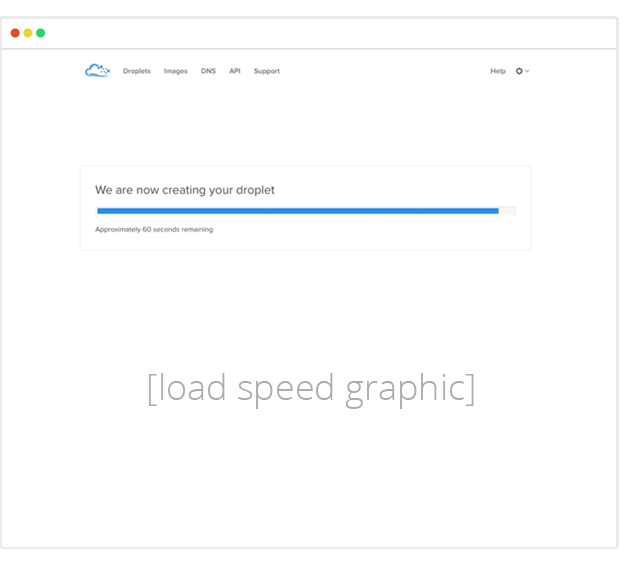 Droplets Images DNS API Support Help
We are now creating your droplet
Approximately 60 seconds remaining
[load speed graphic]